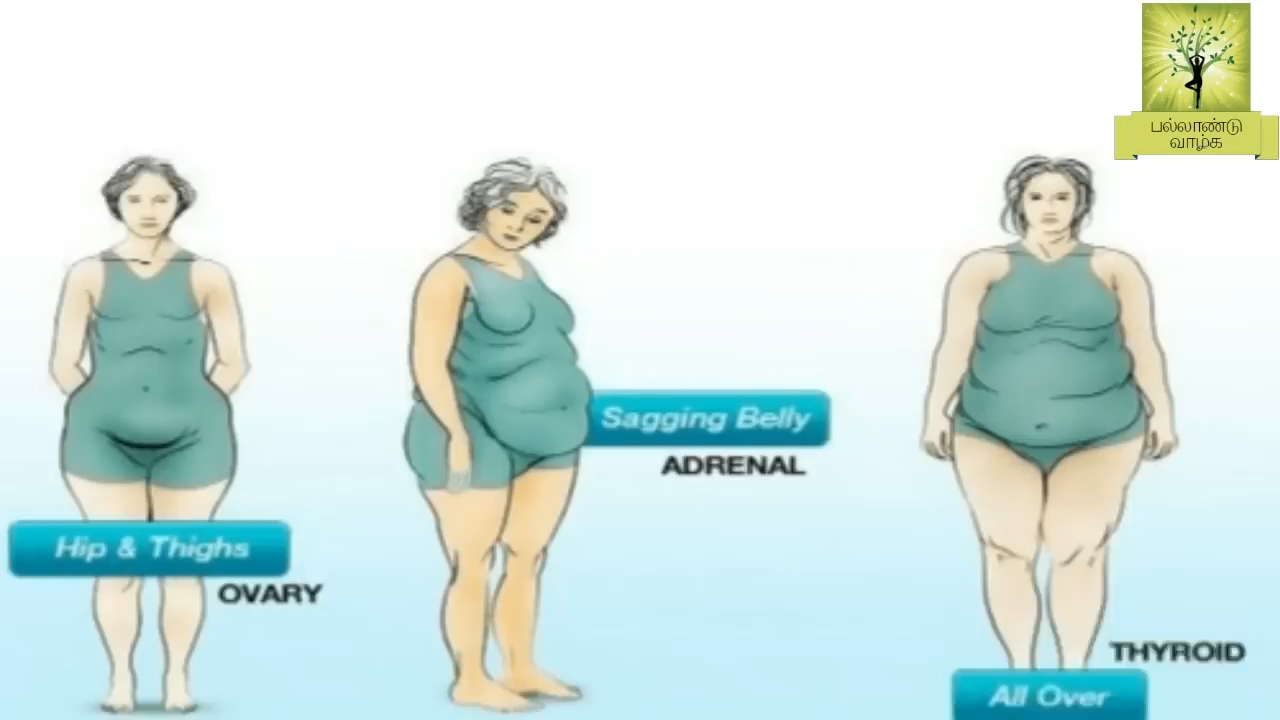 பல்லாண்டு
வாழ்க
Sagging Belly
ADRENAL
Hip & Thighs
OVARY
THYROID
All Over